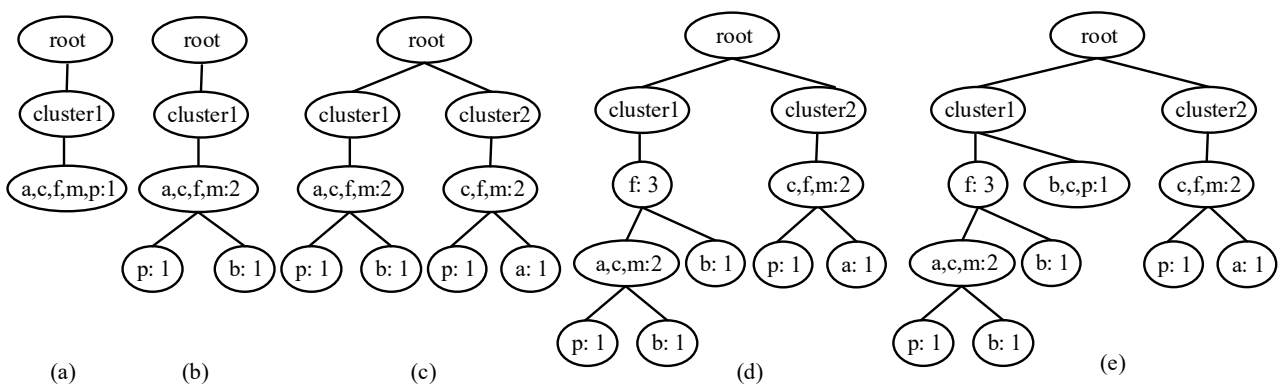 root
cluster1
a,c,f,m,p:1
(a)
root
cluster1
a,c,f,m:2
p: 1
b: 1
(b)
root
cluster1
cluster2
a,c,f,m:2
c,f,m:2
p: 1
b: 1
p: 1
a: 1
(c)
root
cluster1
cluster2
f: 3
c,f,m:2
a,c,m:2
b: 1
p: 1
a: 1
p: 1
b: 1
(d)
root
cluster1
cluster2
f: 3
b,c,p:1
c,f,m:2
a,c,m:2
b: 1
p: 1
a: 1
p: 1
b: 1
(e)